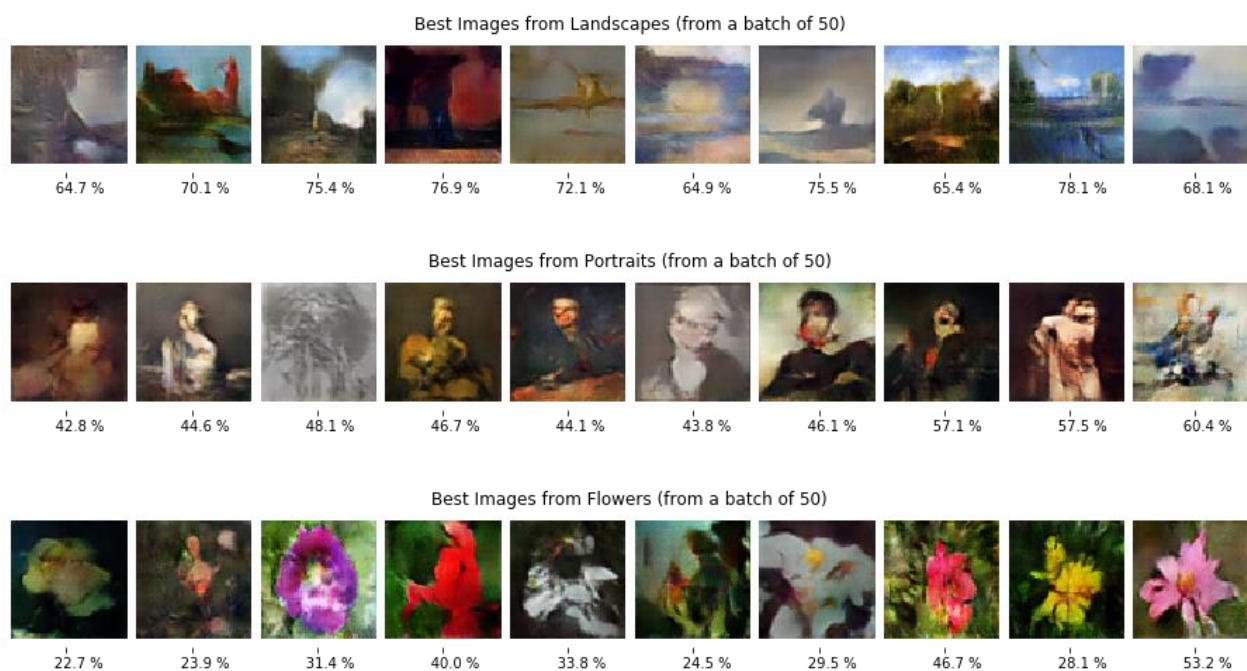 Best Images from Landscapes (from a batch of 50)
64.7 % 70.1 % 75.4 % 76.9 % 72.1 % 64.9 % 75.5 % 65.4 % 78.1 % 68.1 %
Best Images from Portraits (from a batch of 50)
42.8 % 44.6 % 48.1 % 46.7 % 44.1 % 43.8 % 46.1 % 57.1 % 57.5 % 60.4 %
Best Images from Flowers (from a batch of 50)
22.7 % 23.9 % 31.4 % 40.0 % 33.8 % 24.5 % 29.5 % 46.7 % 28.1 % 53.2 %